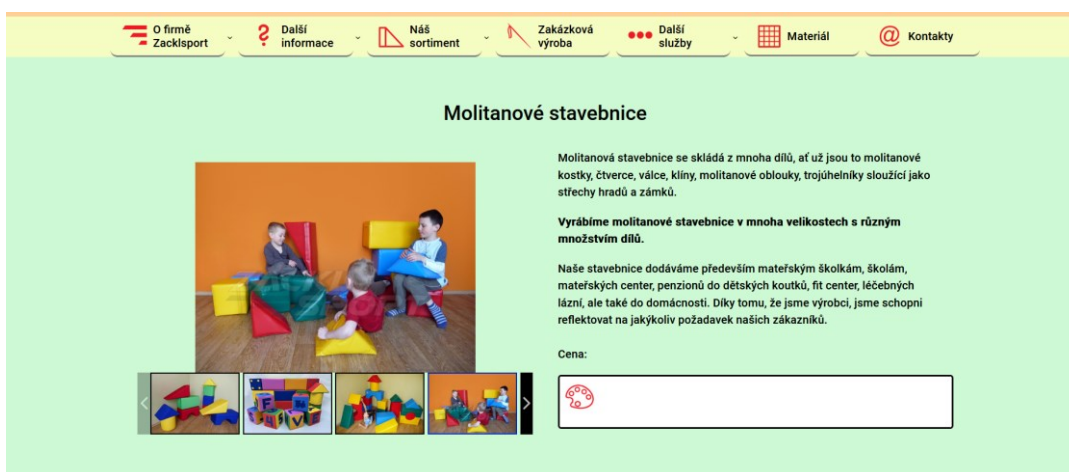 O firmě
Zacklsport
Další
informace
Náš
sortiment
Zakázková
výroba
Další
služby
Materiál
Kontakty
Molitanové stavebnice
Molitanová stavebnice se skládá z mnoha dílů, ať už jsou to molitanové
kostky, čtverce, válce, klíny, molitanové oblouky, trojúhelníky sloužící jako
střechy hradů a zámků.
Vyrábíme molitanové stavebnice v mnoha velikostech s různým
množstvím dílů.
Naše stavebnice dodáváme především mateřským školkám, školám,
mateřských center, penzionů do dětských koutků, fit center, léčebných
lázní, ale také do domácnosti. Díky tomu, že jsme výrobci, jsme schopni
reflektovat na jakýkoliv požadavek našich zákazníků.
Cena: